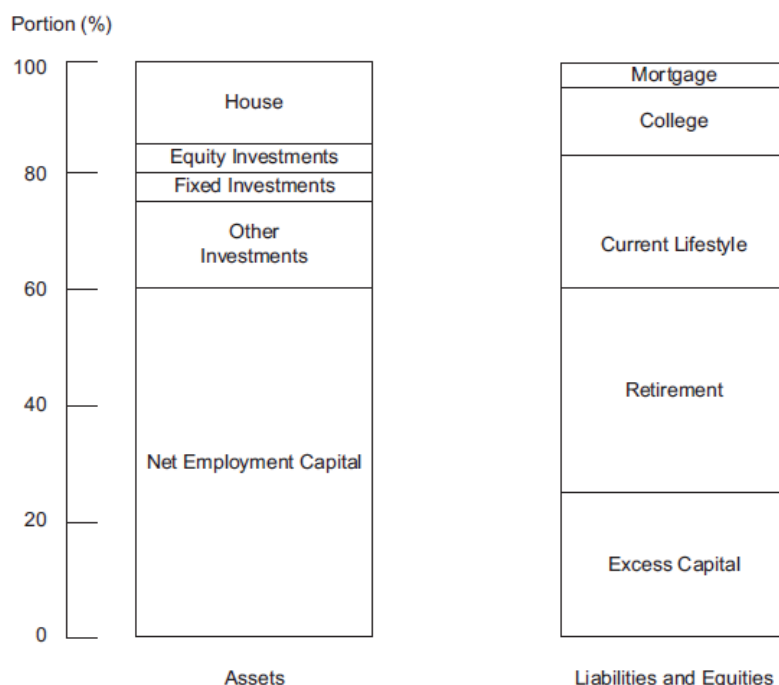 Portion (%)
100
80
60
40
20
0
House
Equity Investments
Fixed Investments
Other
Investments
Net Employment Capital
Assets
Mortgage
College
Current Lifestyle
Retirement
Excess Capital
Liabilities and Equities